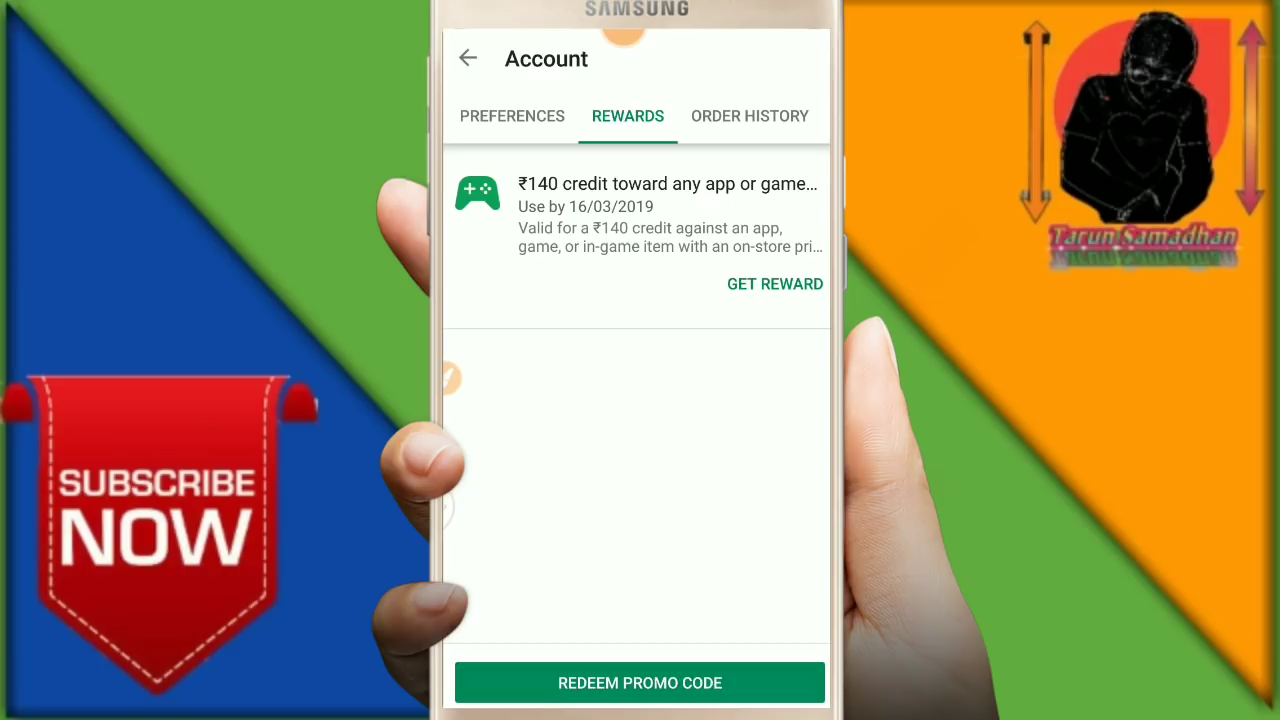 SAMSUNG
Account
PREFERENCES REWARDS ORDER HISTORY
₹140 credit toward any app or game…
Use by 16/03/2019
Valid for a ₹140 credit against an app,
game, or in-game item with an on-store pri…
GET REWARD
REDEEM PROMO CODE
SUBSCRIBE
NOW
Tarun Samadhan